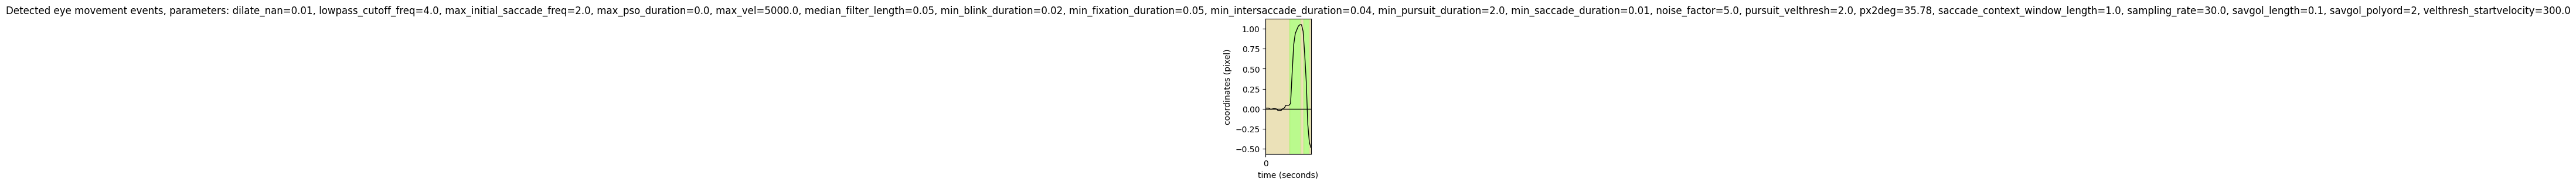 Detected eye movement events, parameters: dilate_nan=0.01, lowpass_cutoff_freq=4.0, max_initial_saccade_freq=2.0, max_pso_duration=0.0, max_vel=5000.0, median_filter_length=0.05, min_blink_duration=0.02, min_fixation_duration=0.05, min_intersaccade_duration=0.04, min_pursuit_duration=2.0, min_saccade_duration=0.01, noise_factor=5.0, pursuit_velthresh=2.0, px2deg=35.78, saccade_context_window_length=1.0, sampling_rate=30.0, savgol_length=0.1, savgol_polyord=2, velthresh_startvelocity=300.0
coordinates (pixel)
1.00
0.75
0.50
0.25
0.00
−0.25
−0.50
0
time (seconds)